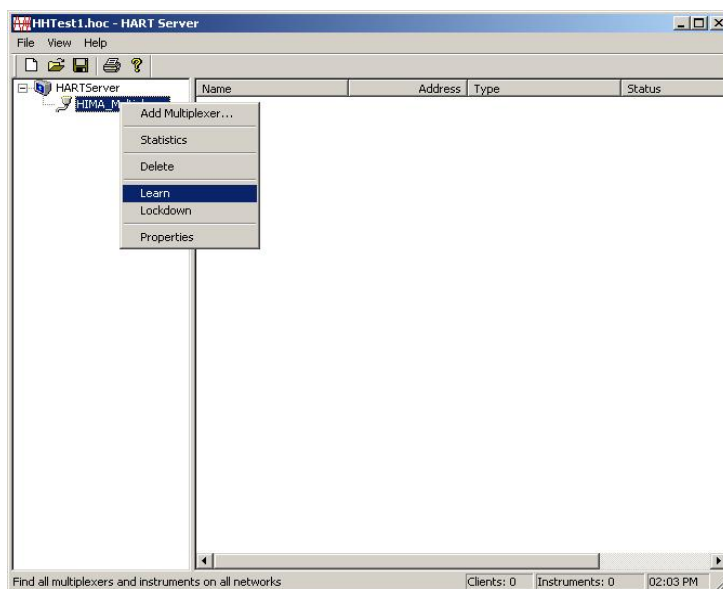 HHTest1.hoc - HART Server
File View Help
HARTServer
Name Address Type Status
Add Multiplexer...
Statistics
Delete
Learn
Lockdown
Properties
Find all multiplexers and instruments on all networks Clients: 0 Instruments: 0 02:03 PM